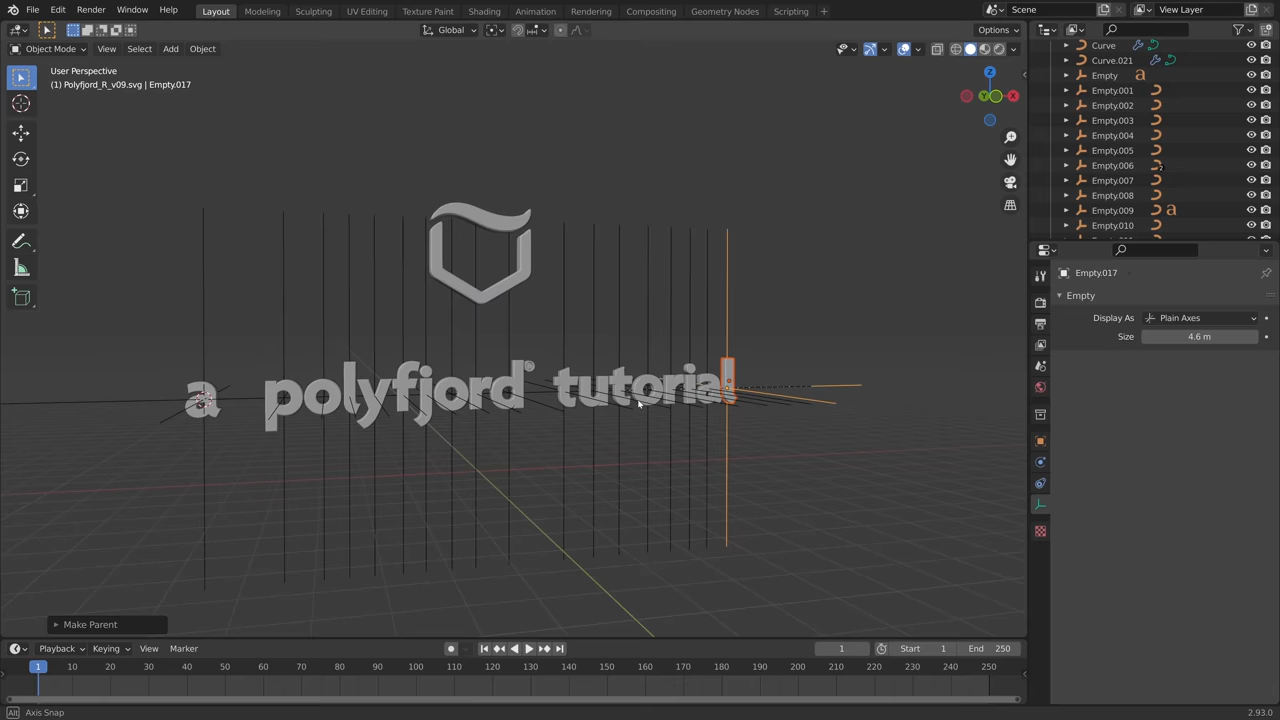 File Edit Render Window Help Layout Modeling Sculpting UV Editing Texture Paint Shading Animation Rendering Compositing Geometry Nodes Scripting + Scene View Layer
Global Options
Object Mode View Select Add Object
User Perspective
(1) Polyfjord_R_v09.svg | Empty.017
Z
Y
X
a polyfjord® tutorial
Make Parent
Curve
Curve.021
Empty a
Empty.001
Empty.002
Empty.003
Empty.004
Empty.005
Empty.006
Empty.007
Empty.008
Empty.009 a
Empty.010
Empty.017
Empty
Display As Plain Axes
Size 4.6 m
Playback Keying View Marker 1 Start 1 End 250
1 10 20 30 40 50 60 70 80 90 100 110 120 130 140 150 160 170 180 190 200 210 220 230 240 250
Alt Axis Snap 2.93.0